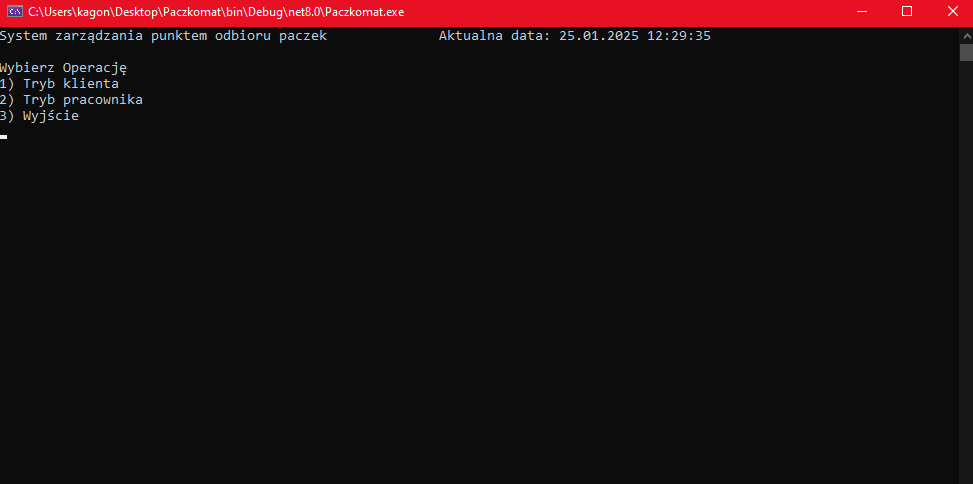 C:\Users\kagon\Desktop\Paczkomat\bin\Debug\net8.0\Paczkomat.exe
System zarządzania punktem odbioru paczek Aktualna data: 25.01.2025 12:29:35
Wybierz Operację
1) Tryb klienta
2) Tryb pracownika
3) Wyjście